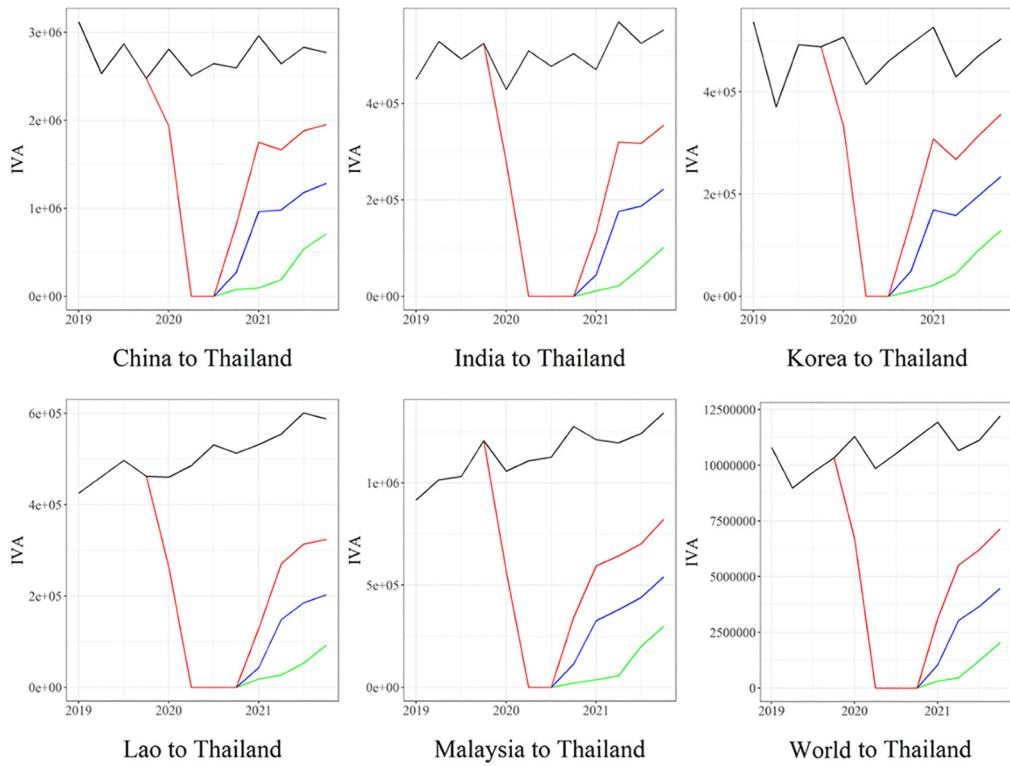 3e+06
2e+06
1e+06
0e+00
IVA
2019 2020 2021
China to Thailand
4e+05
2e+05
0e+00
IVA
2019 2020 2021
India to Thailand
4e+05
2e+05
0e+00
IVA
2019 2020 2021
Korea to Thailand
6e+05
4e+05
2e+05
0e+00
IVA
2019 2020 2021
Lao to Thailand
1e+06
5e+05
0e+00
IVA
2019 2020 2021
Malaysia to Thailand
12500000
10000000
7500000
5000000
2500000
0
IVA
2019 2020 2021
World to Thailand